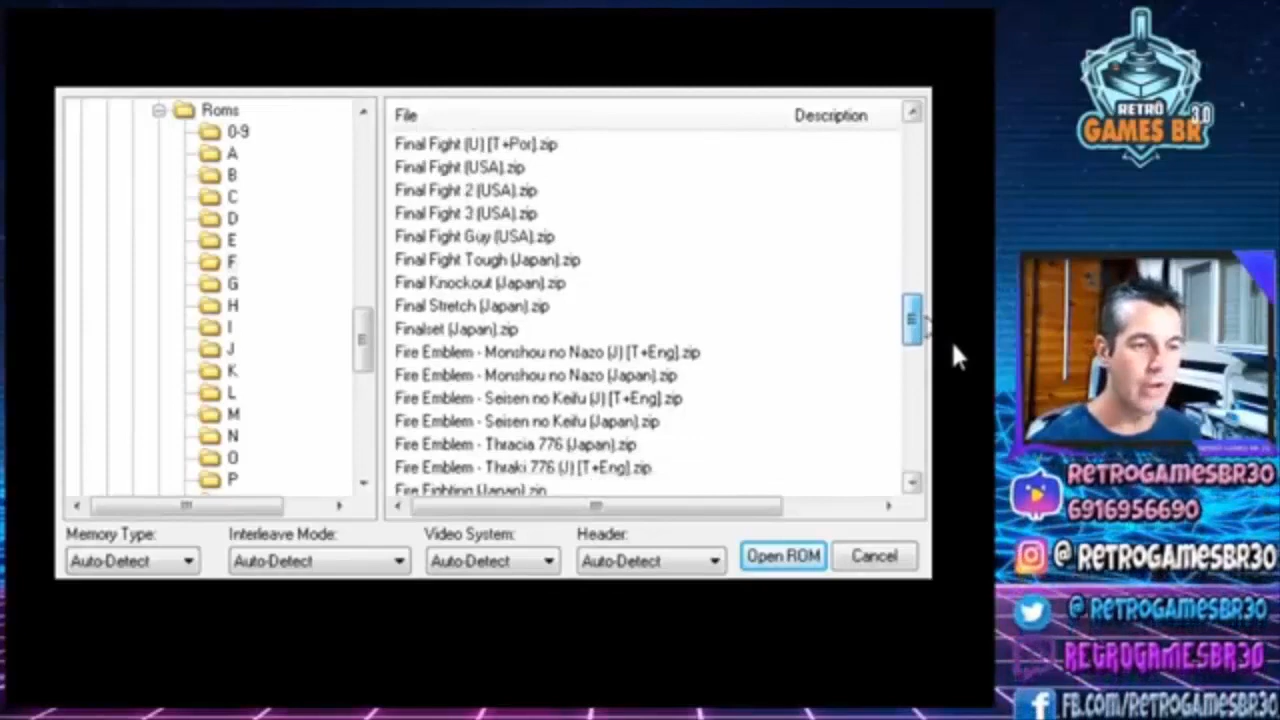 RETRÔ
GAMES BR 3.0
Roms
0-9
A
B
C
D
E
F
G
H
I
J
K
L
M
N
O
P
File Description
Final Fight (U) [T+Por].zip
Final Fight (USA).zip
Final Fight 2 (USA).zip
Final Fight 3 (USA).zip
Final Fight Guy (USA).zip
Final Fight Tough (Japan).zip
Final Knockout (Japan).zip
Final Stretch (Japan).zip
Finalset (Japan).zip
Fire Emblem - Monshou no Nazo (J) [T+Eng].zip
Fire Emblem - Monshou no Nazo (Japan).zip
Fire Emblem - Seisen no Keifu (J) [T+Eng].zip
Fire Emblem - Seisen no Keifu (Japan).zip
Fire Emblem - Thracia 776 (Japan).zip
Fire Emblem - Thraki 776 (J) [T+Eng].zip
Fire Fighting (Japan).zip
Memory Type: Interleave Mode: Video System: Header:
Auto-Detect Auto-Detect Auto-Detect Auto-Detect Open ROM Cancel
RETROGAMESBR30
6916956690
@RETROGAMESBR30
@RETROGAMESBR30
RETROGAMESBR30
FB.COM/RETROGAMESBR30